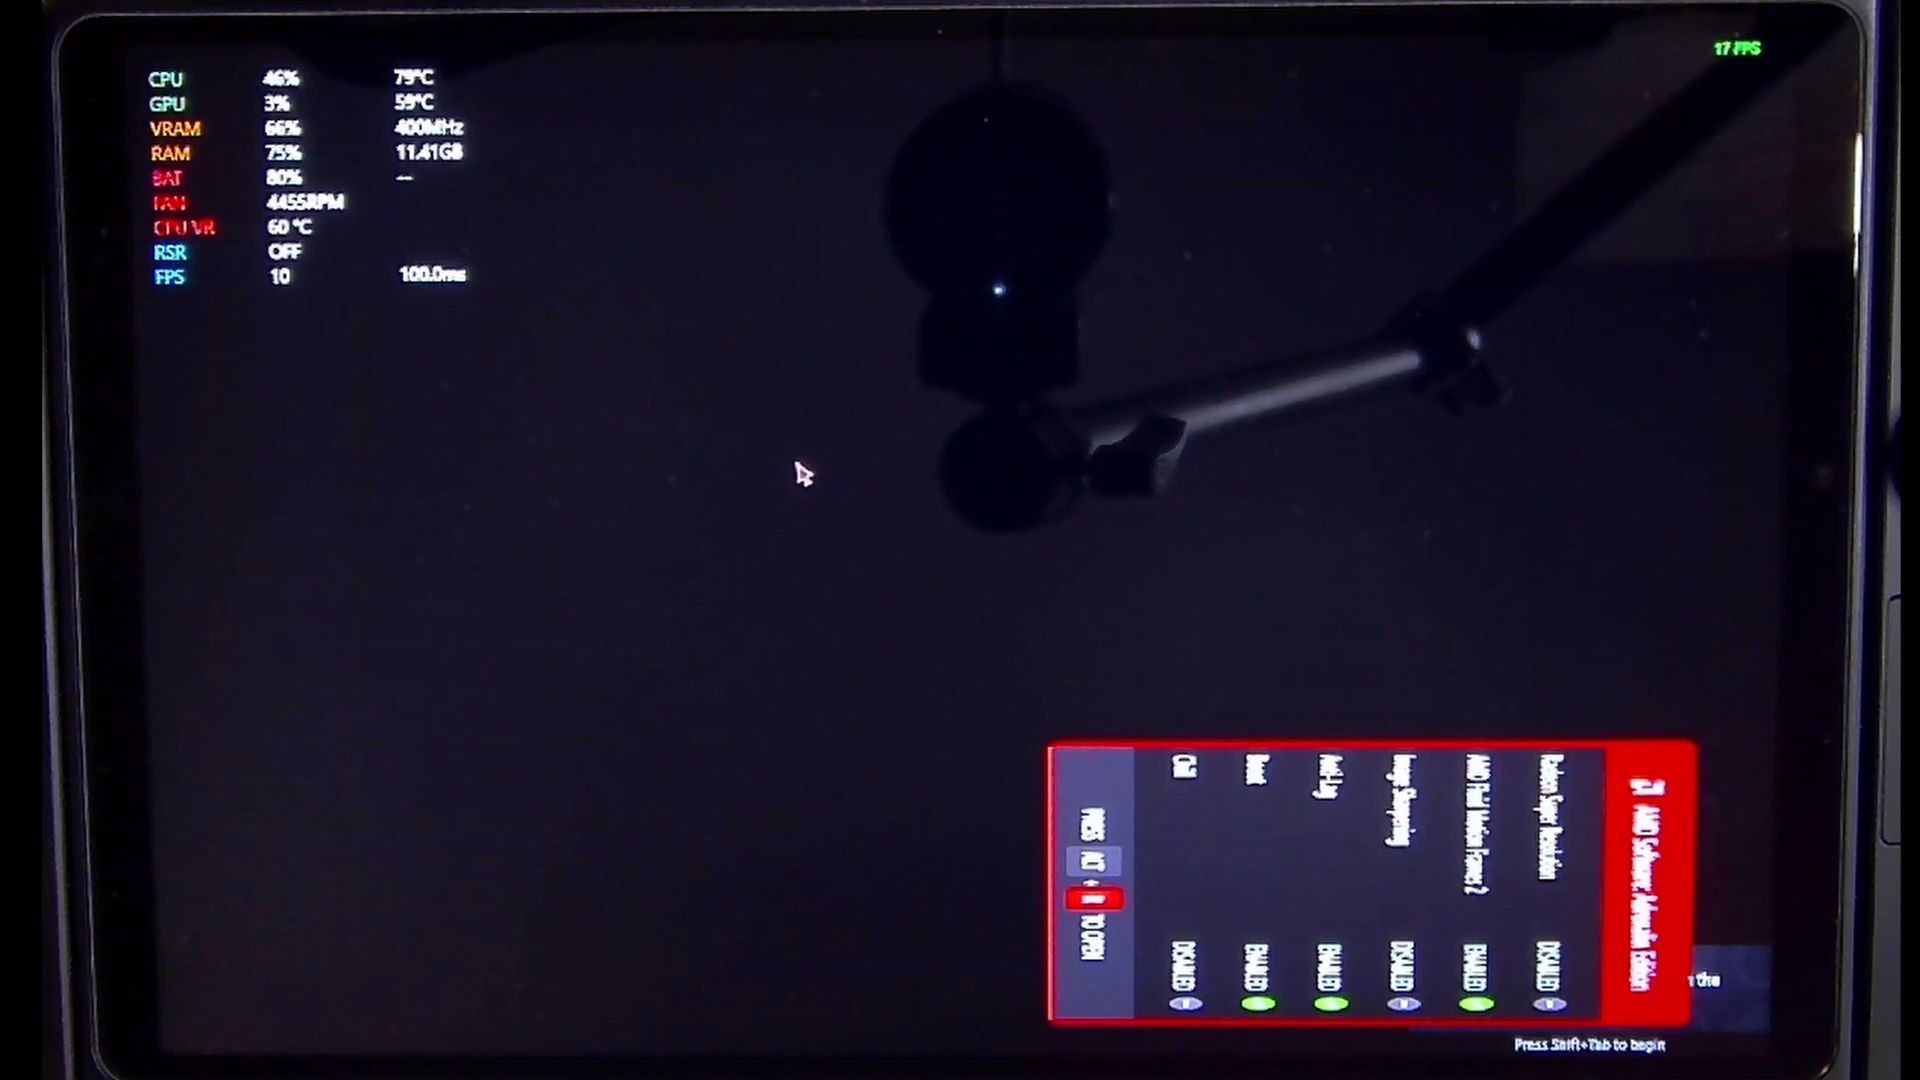 17 FPS
CPU 46% 79°C
GPU 3% 59°C
VRAM 66% 400MHz
RAM 75% 11.41GB
BAT 80% --
FAN 4455RPM
CPU VR 60 °C
RSR OFF
FPS 10 100.0ms
AMD Software: Adrenalin Edition
Radeon Super Resolution DISABLED
AMD Fluid Motion Frames 2 ENABLED
Image Sharpening DISABLED
Anti-Lag ENABLED
Boost ENABLED
Chill DISABLED
PRESS ALT + TO OPEN
the
Press Shift+Tab to begin